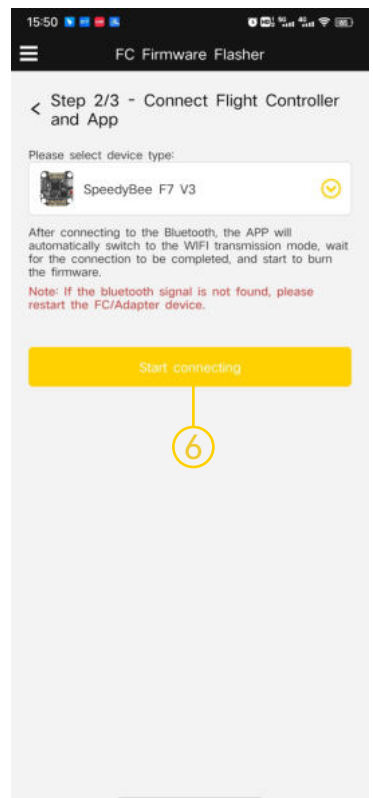 15:50
FC Firmware Flasher
Step 2/3 - Connect Flight Controller
and App
Please select device type:
SpeedyBee F7 V3
After connecting to the Bluetooth, the APP will
automatically switch to the WIFI transmission mode, wait
for the connection to be completed, and start to burn
the firmware.
Note: If the bluetooth signal is not found, please
restart the FC/Adapter device.
Start connecting
6